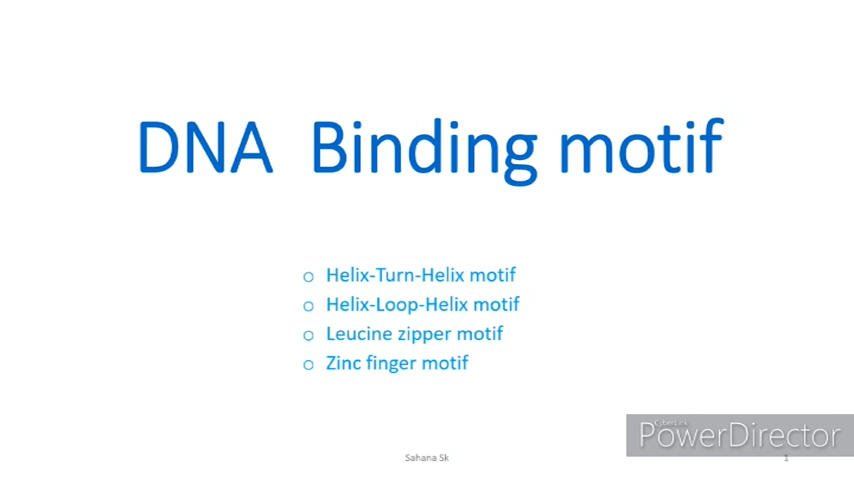 DNA Binding motif
o Helix-Turn-Helix motif
o Helix-Loop-Helix motif
o Leucine zipper motif
o Zinc finger motif
CyberLink
PowerDirector
Sahana Sk
1